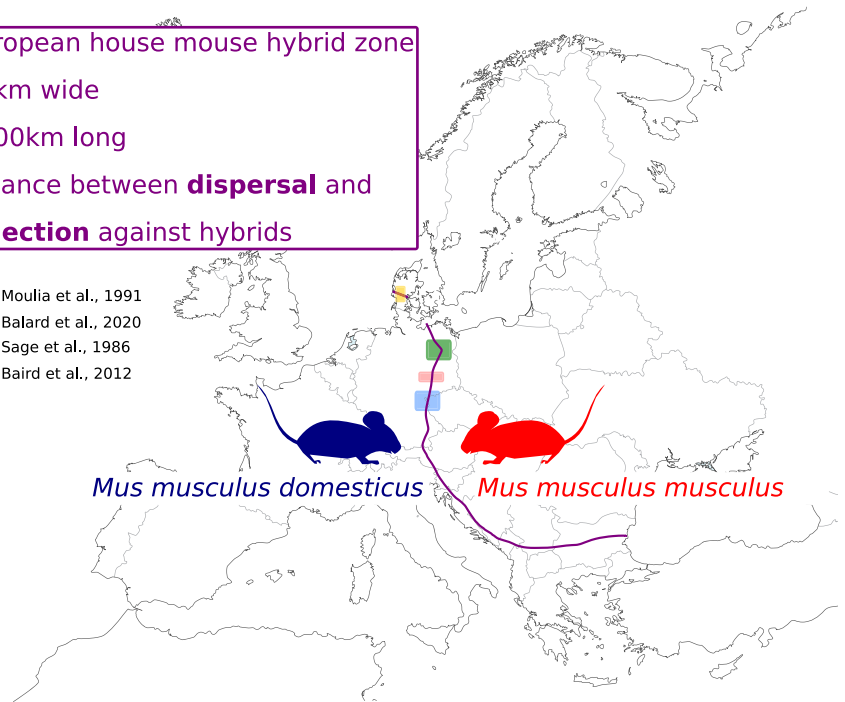 ropean house mouse hybrid zone
km wide
00km long
ance between dispersal and
ection against hybrids
Moulia et al., 1991
Balard et al., 2020
Sage et al., 1986
Baird et al., 2012
Mus musculus domesticus
Mus musculus musculus